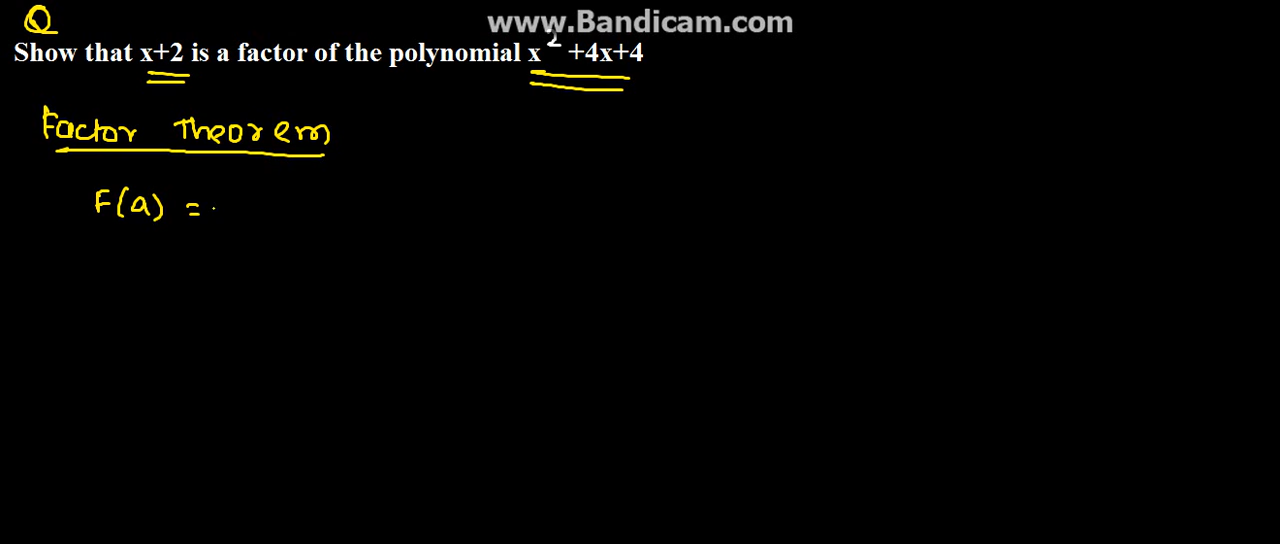 Q
www.Bandicam.com
Show that x+2 is a factor of the polynomial x² +4x+4
Factor Theorem
F(a) =